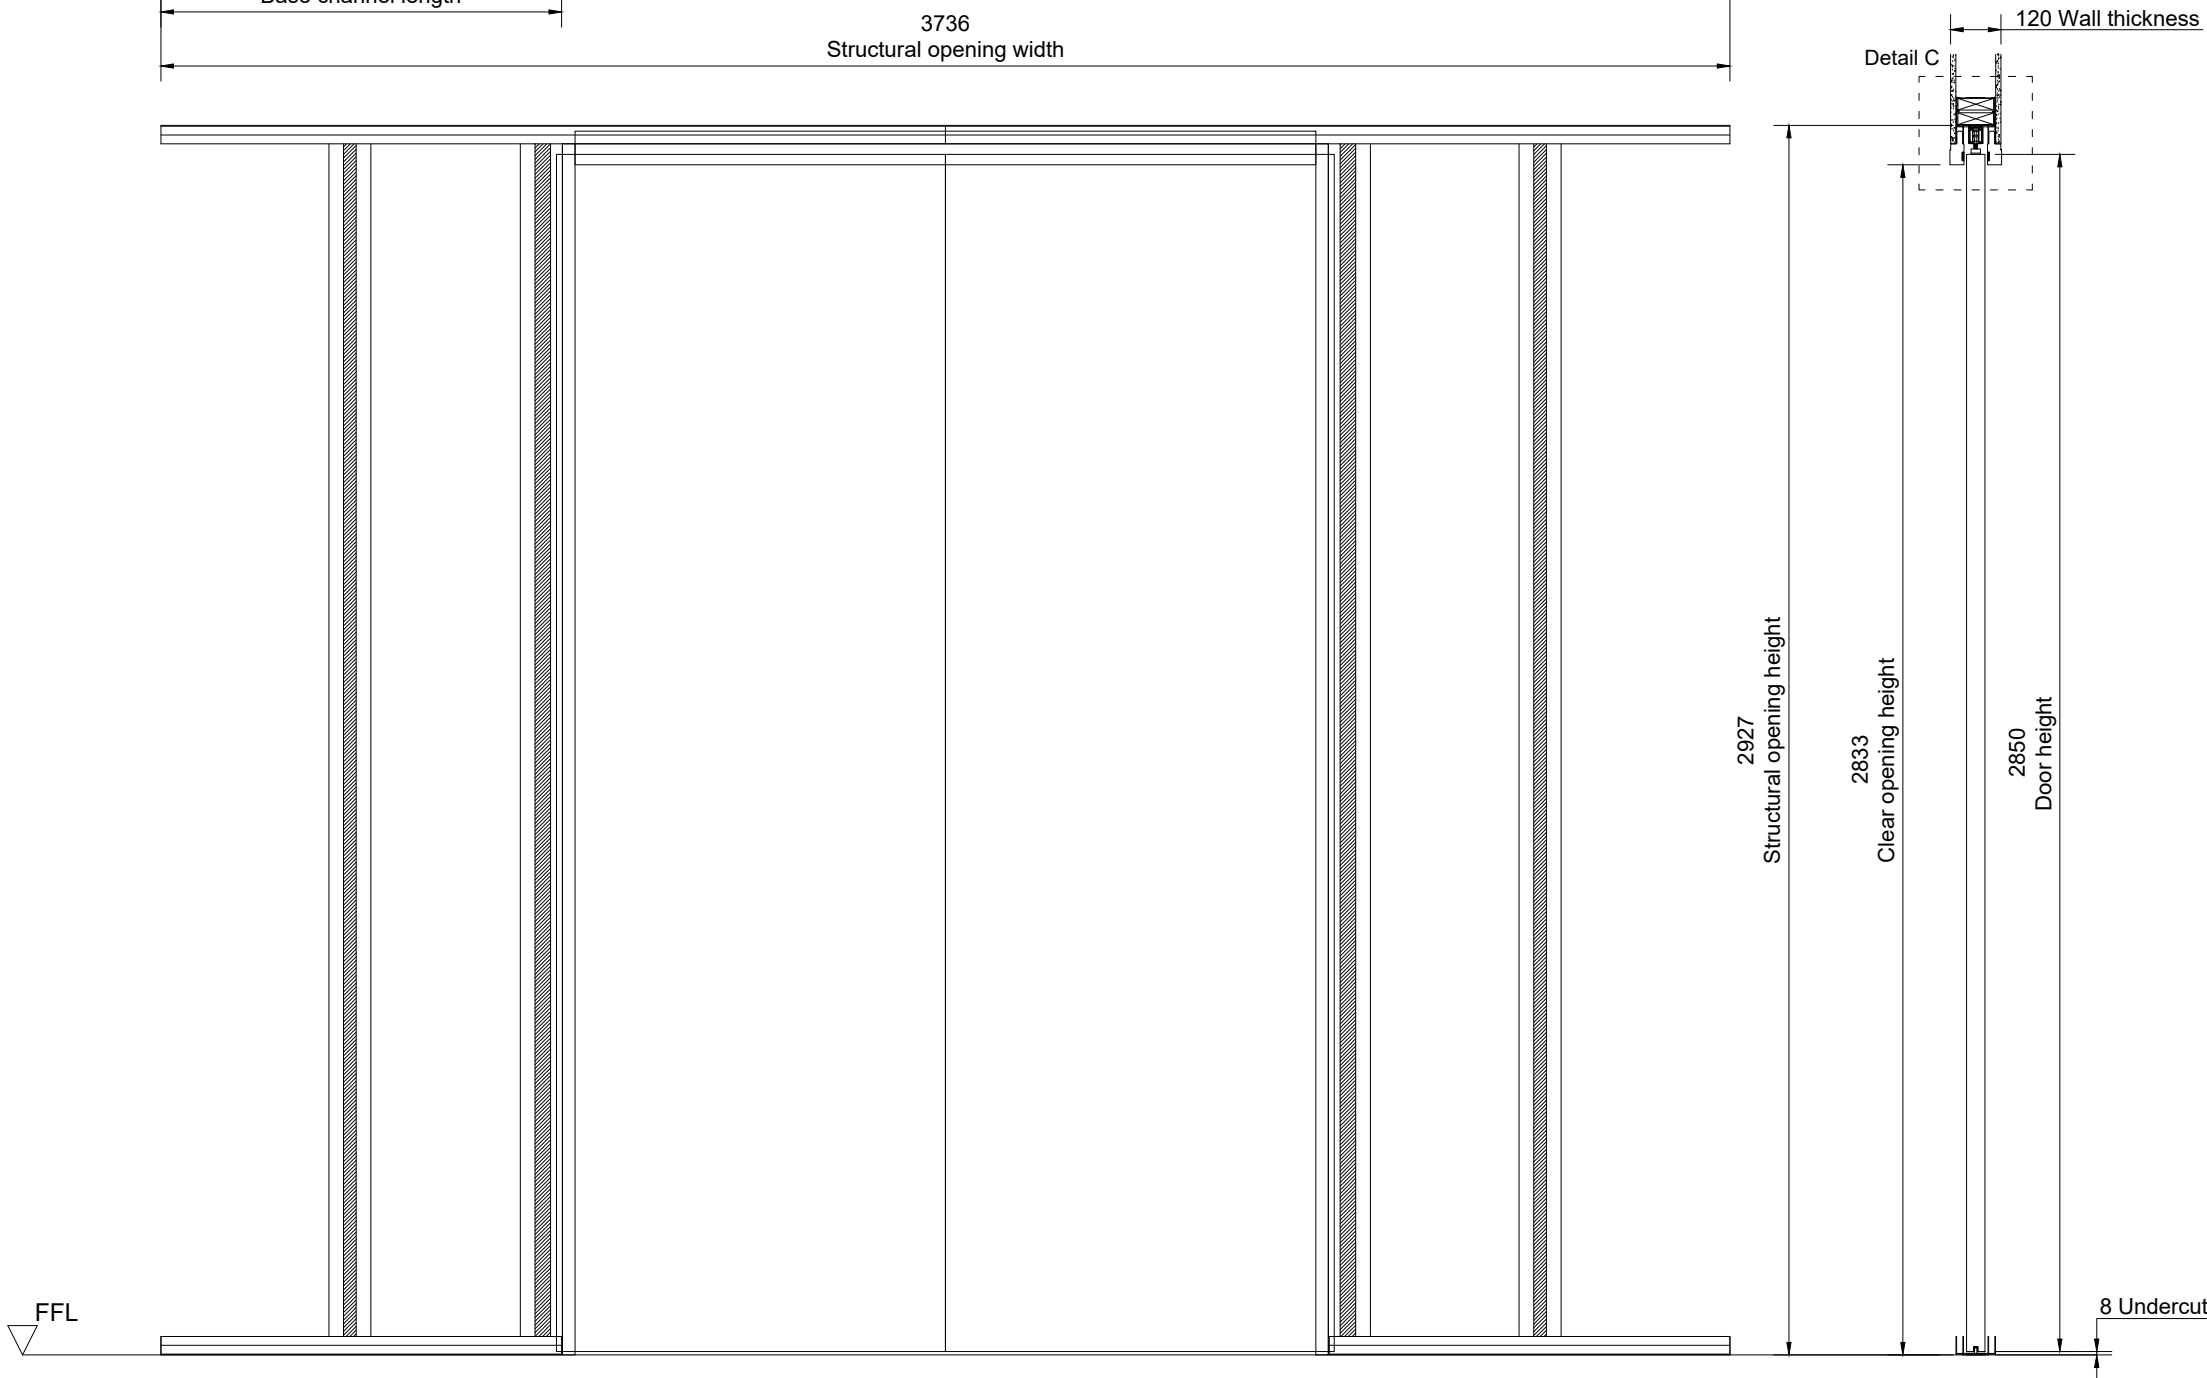 Base channel length
3736
Structural opening width
120 Wall thickness
Detail C
2927
Structural opening height
2833
Clear opening height
2850
Door height
FFL
8 Undercut